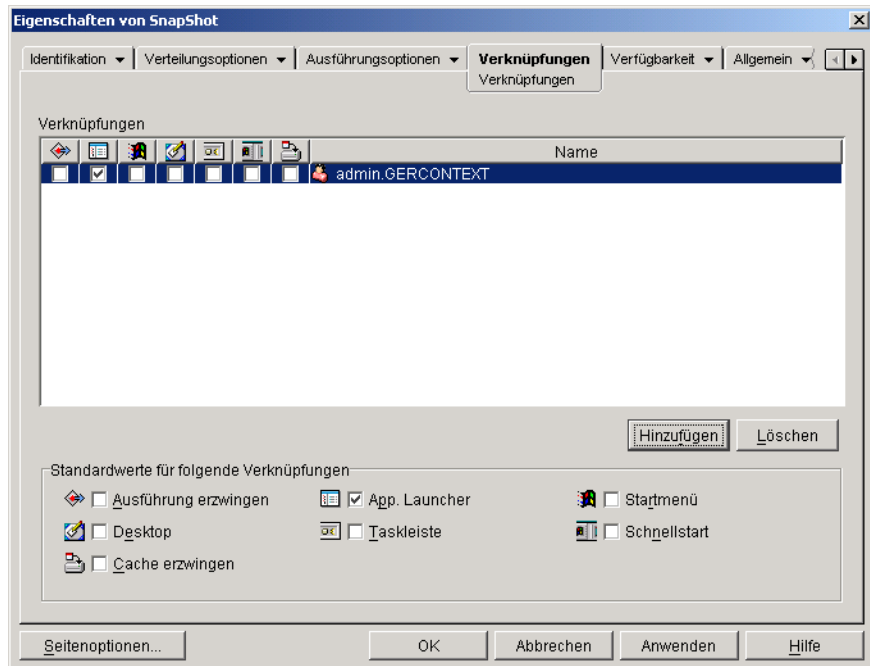 Eigenschaften von SnapShot
Identifikation Verteilungsoptionen Ausführungsoptionen Verknüpfungen Verfügbarkeit Allgemein
Verknüpfungen
Verknüpfungen
Name
admin.GERCONTEXT
Hinzufügen Löschen
Standardwerte für folgende Verknüpfungen
Ausführung erzwingen App. Launcher Startmenü
Desktop Taskleiste Schnellstart
Cache erzwingen
Seitenoptionen... OK Abbrechen Anwenden Hilfe